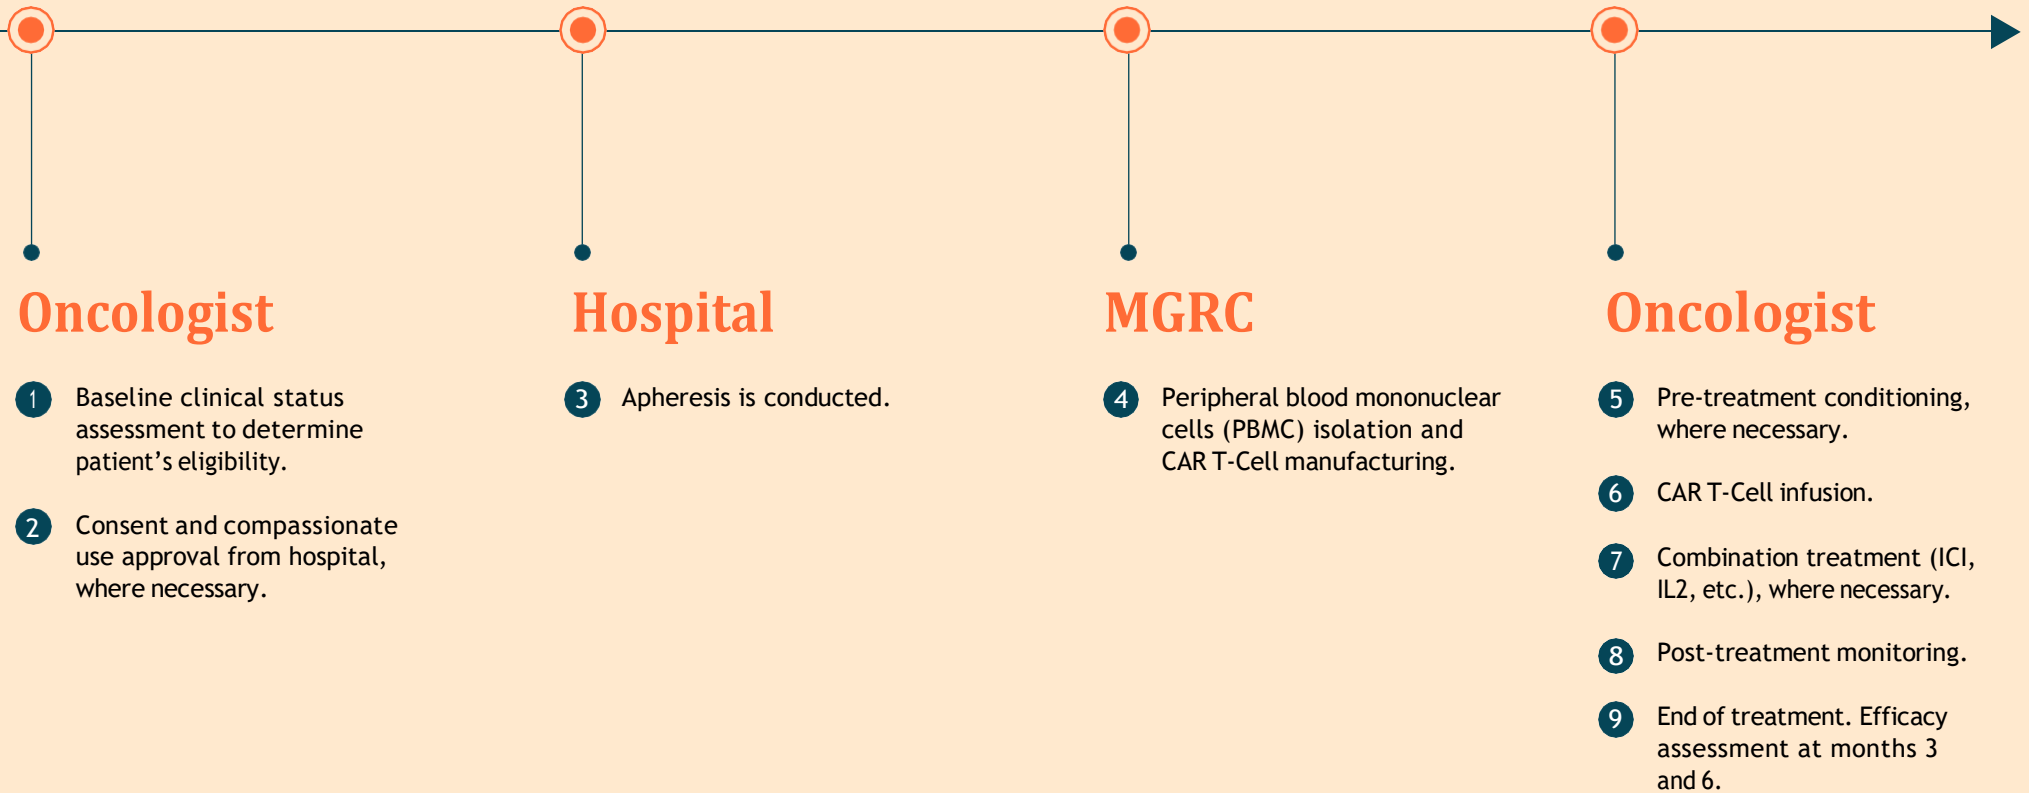 Oncologist
1 Baseline clinical status
assessment to determine
patient’s eligibility.
2 Consent and compassionate
use approval from hospital,
where necessary.
Hospital
3 Apheresis is conducted.
MGRC
4 Peripheral blood mononuclear
cells (PBMC) isolation and
CAR T-Cell manufacturing.
Oncologist
5 Pre-treatment conditioning,
where necessary.
6 CAR T-Cell infusion.
7 Combination treatment (ICI,
IL2, etc.), where necessary.
8 Post-treatment monitoring.
9 End of treatment. Efficacy
assessment at months 3
and 6.